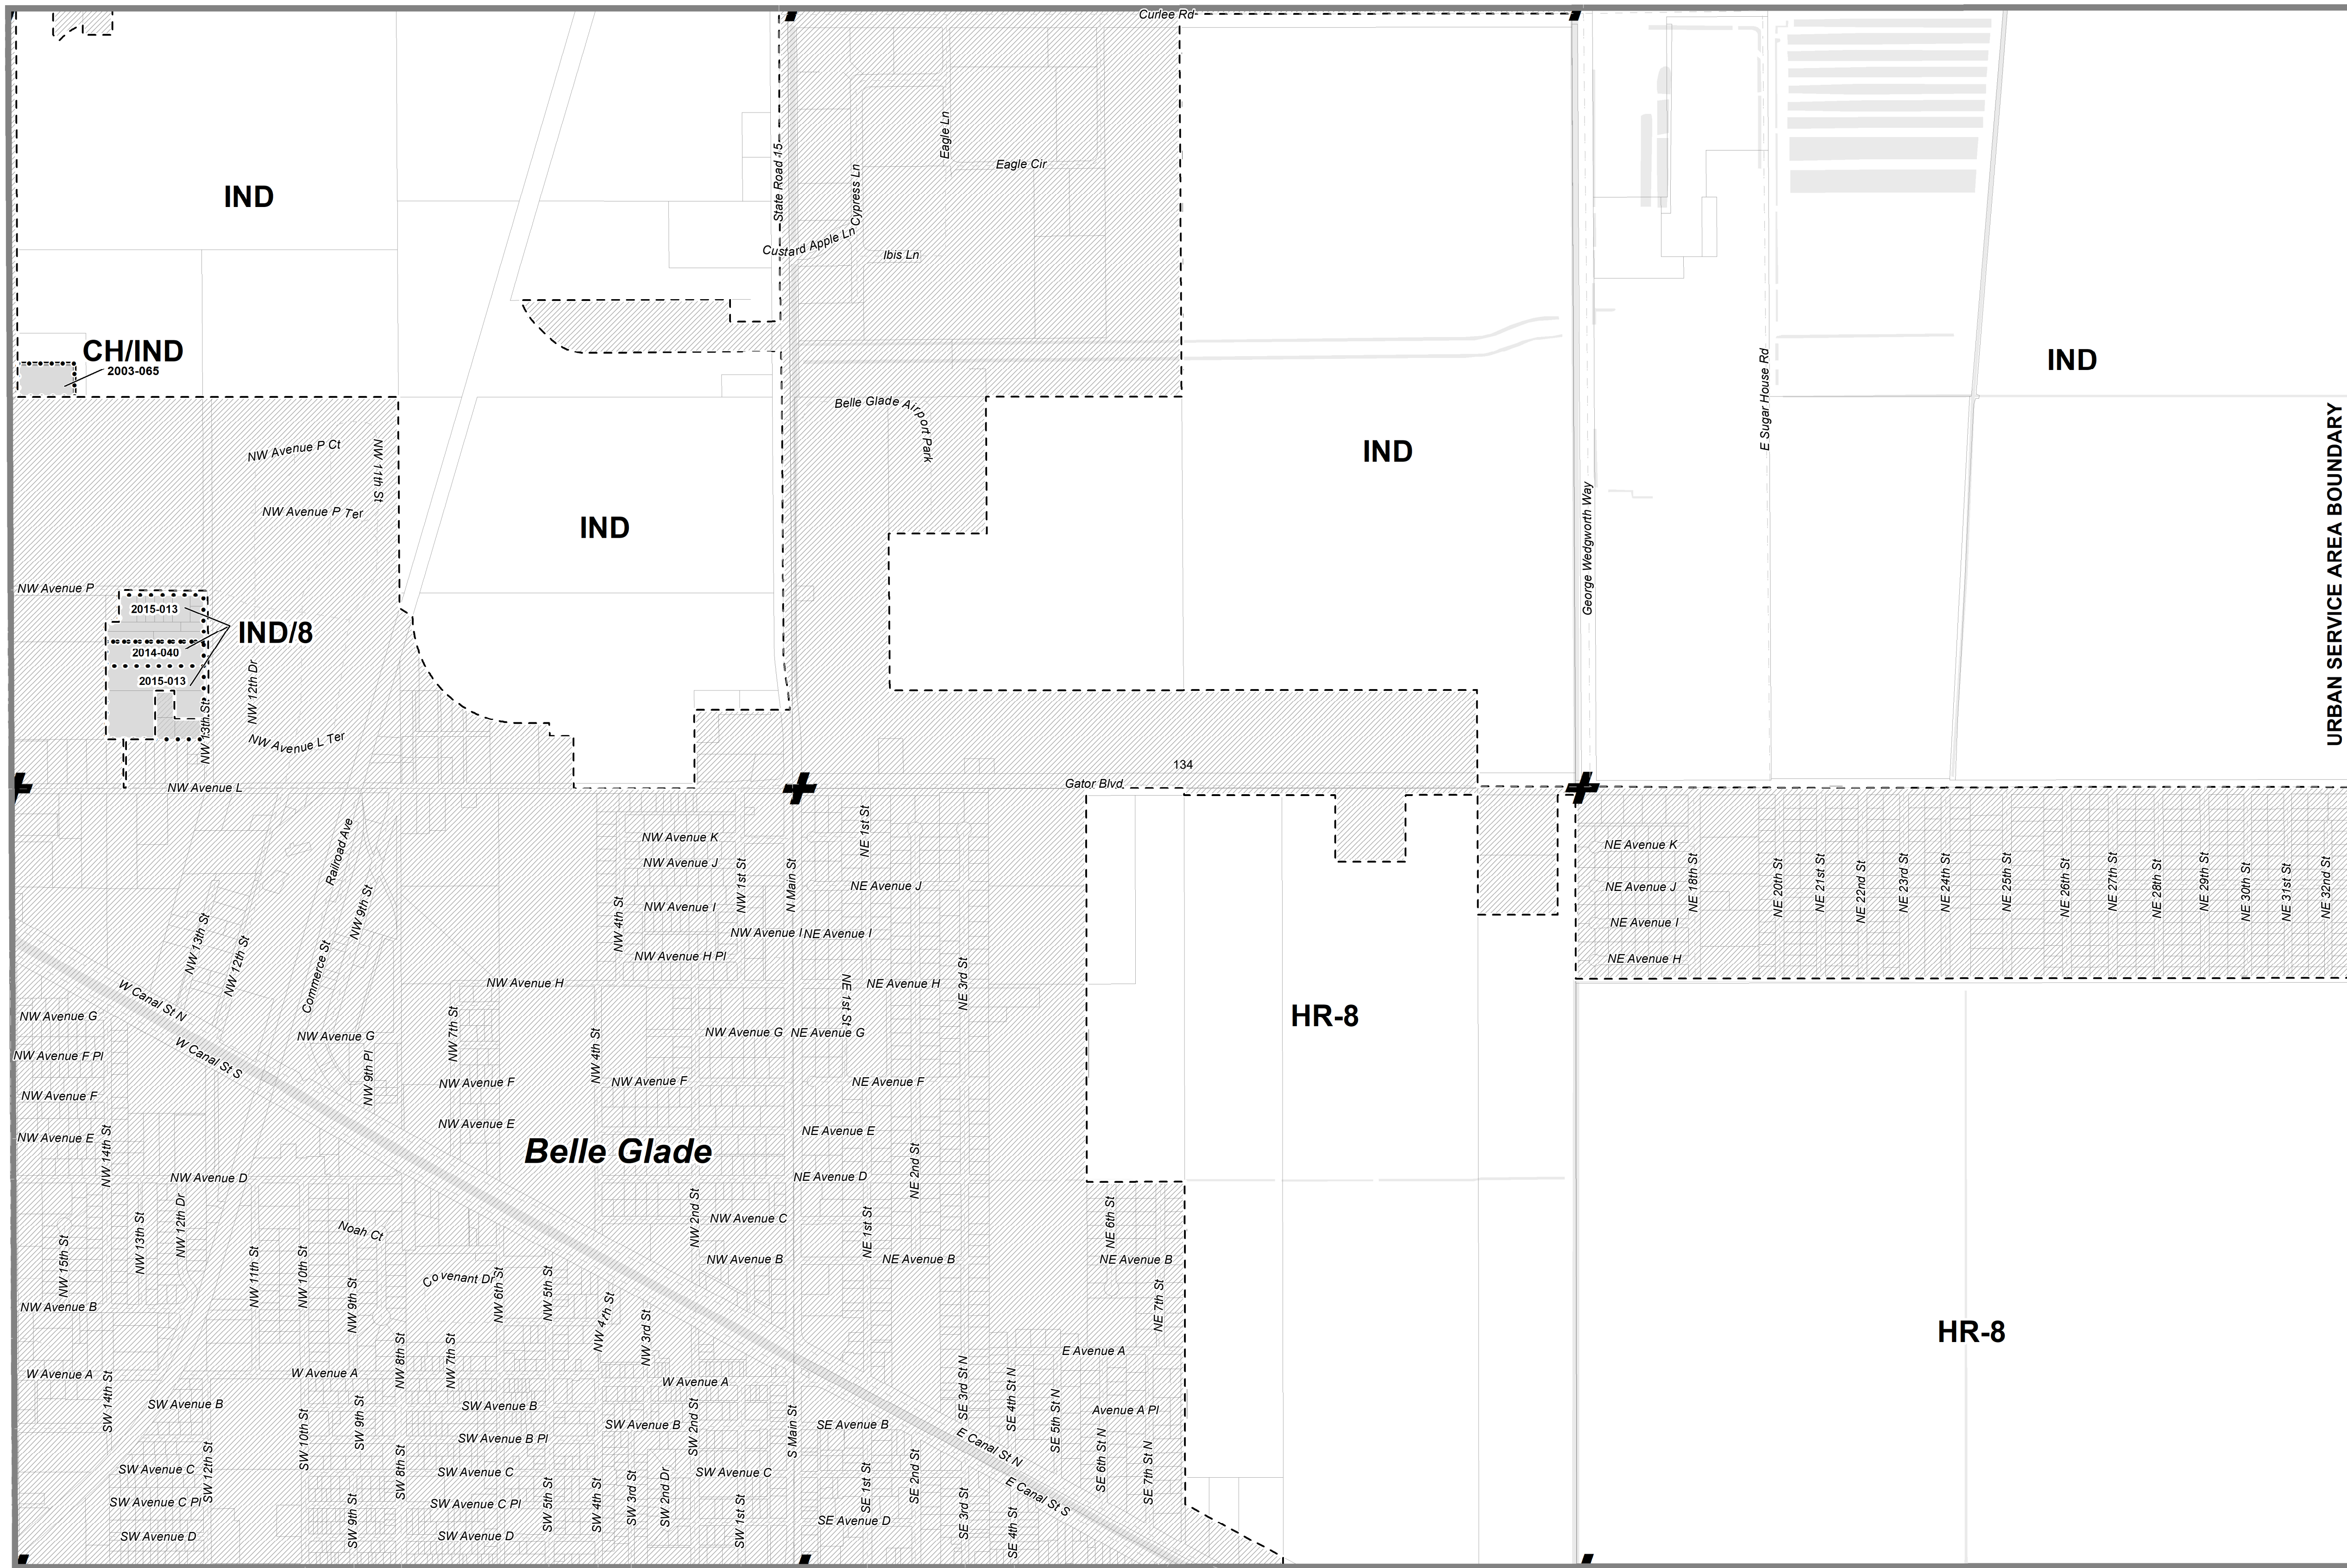 Curlee Rd
IND
State Road 15
Eagle Ln
Eagle Cir
Cypress Ln
Custard Apple Ln
Ibis Ln
CH/IND
2003-065
IND
E Sugar House Rd
URBAN SERVICE AREA BOUNDARY
Belle Glade Airport Park
IND
NW Avenue P Ct
NW 11th St
NW Avenue P Ter
IND
George Wedgworth Way
NW Avenue P
2015-013
IND/8
2014-040
2015-013
NW 12th Dr
NW 13th St
NW Avenue L Ter
134
Gator Blvd
NW Avenue L
Railroad Ave
NW 9th St
NW Avenue K
NW Avenue J
NW 1st St
N Main St
NE 1st St
NE Avenue J
NW Avenue I
NW 4th St
NW Avenue I
NE Avenue I
NW Avenue H Pl
NE Avenue K
NE Avenue J
NE Avenue I
NE Avenue H
NE 18th St
NE 20th St
NE 21st St
NE 22nd St
NE 23rd St
NE 24th St
NE 25th St
NE 26th St
NE 27th St
NE 28th St
NE 29th St
NE 30th St
NE 31st St
NE 32nd St
NW 13th St
NW 12th St
Commerce St
W Canal St N
W Canal St S
NW Avenue H
NE Avenue H
NE 1st St
NE 3rd St
NW Avenue G
NW Avenue G
NW 7th St
NW 4th St
NW Avenue G
NE Avenue G
HR-8
NW Avenue F Pl
NW 9th Pl
NW Avenue F
NW Avenue F
NW Avenue F
NE Avenue F
NW Avenue E
NW Avenue E
NE Avenue E
NW 14th St
Belle Glade
NW Avenue D
NE Avenue D
NE 2nd St
NW 15th St
NW 13th St
NW 12th Dr
NW 11th St
NW 10th St
NW 9th St
Noah Ct
Covenant Dr
NW 6th St
NW 5th St
NW 2nd St
NW Avenue C
NW Avenue B
NE 1st St
NE Avenue B
NE 6th St
NE Avenue B
NE 7th St
NW Avenue B
NW 3rd St
HR-8
NW 8th St
NW 7th St
E Avenue A
W Avenue A
W Avenue A
W Avenue A
SW 14th St
SW Avenue B
SW 10th St
SW 9th St
SW Avenue B
SW Avenue B
SW 2nd St
S Main St
SE Avenue B
SE 3rd St N
SE 4th St N
SE 5th St N
Avenue A Pl
SW Avenue B Pl
E Canal St N
E Canal St S
SE 6th St N
SE 7th St N
SW Avenue C
SW 12th St
SW 8th St
SW Avenue C
SW Avenue C
SW 5th St
SW 4th St
SW 3rd St
SW 2nd Dr
SW 1st St
SE 1st St
SE 2nd St
SE 3rd St
SE 4th St
SW Avenue C Pl
SW 9th St
SW Avenue C Pl
SE Avenue D
SW Avenue D
SW Avenue D